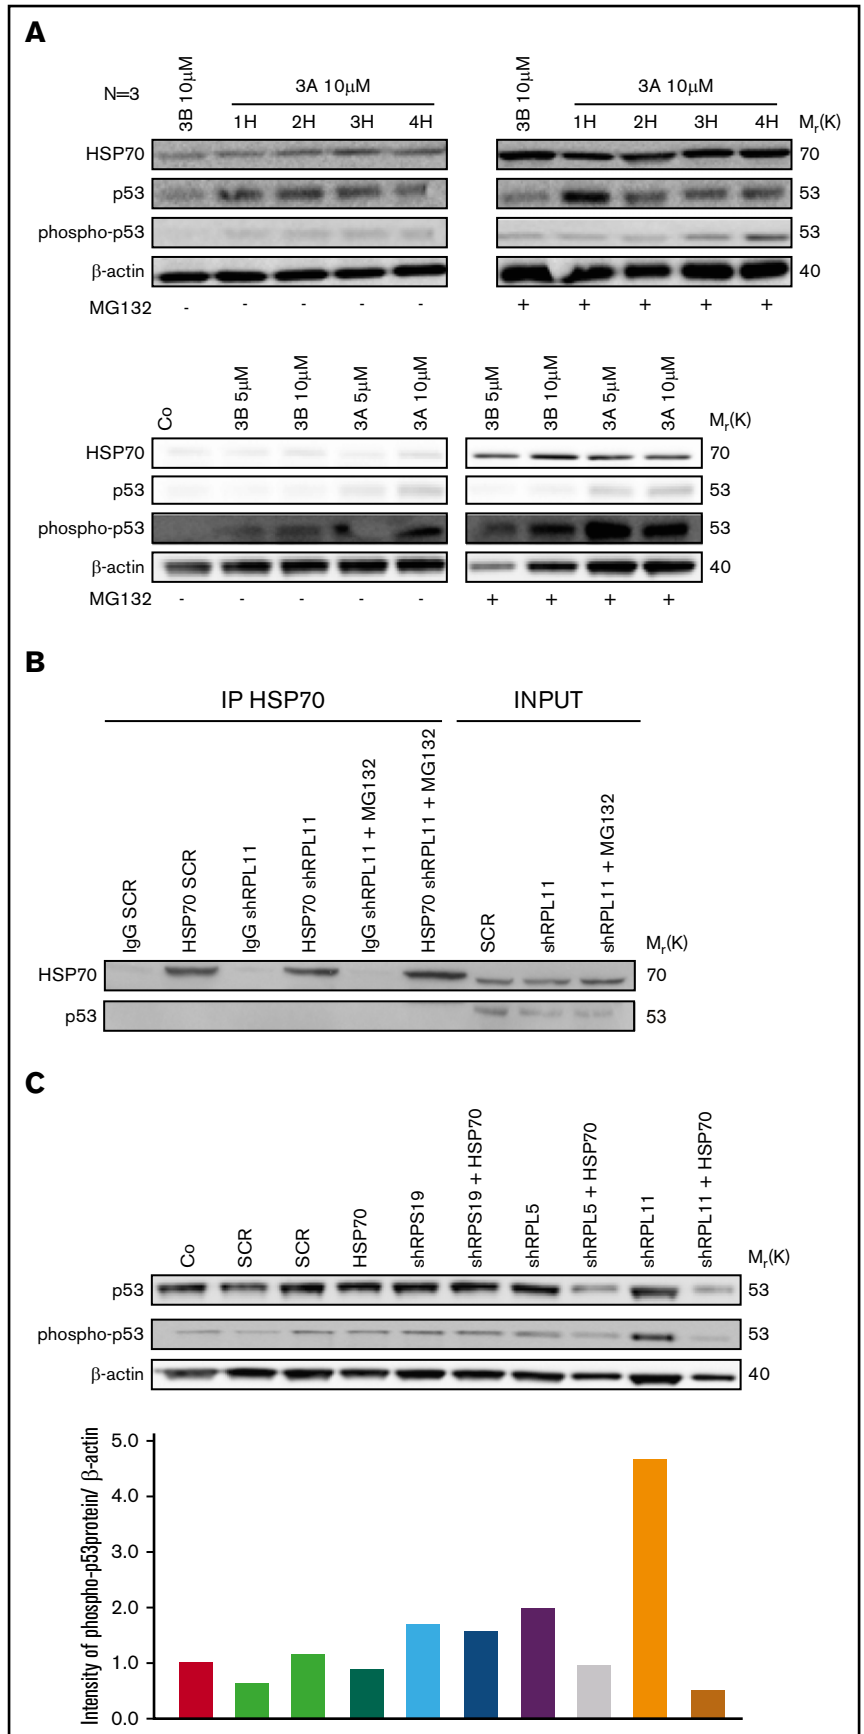 A
N=3
3B 10μM
3A 10μM
1H 2H 3H 4H
3B 10μM
3A 10μM
1H 2H 3H 4H Mr(K)
HSP70 70
p53 53
phospho-p53 53
β-actin 40
MG132 - - - - - + + + + +
Co 3B 5μM 3B 10μM 3A 5μM 3A 10μM 3B 5μM 3B 10μM 3A 5μM 3A 10μM Mr(K)
HSP70 70
p53 53
phospho-p53 53
β-actin 40
MG132 - - - - - + + + +
B
IP HSP70 INPUT
IgG SCR
HSP70 SCR
IgG shRPL11
HSP70 shRPL11
IgG shRPL11 + MG132
HSP70 shRPL11 + MG132
SCR
shRPL11
shRPL11 + MG132
Mr(K)
HSP70 70
p53 53
C
Co
SCR
SCR
HSP70
shRPS19
shRPS19 + HSP70
shRPL5
shRPL5 + HSP70
shRPL11
shRPL11 + HSP70
Mr(K)
p53 53
phospho-p53 53
β-actin 40
Intensity of phospho-p53protein/ β-actin
5.0
4.0
3.0
2.0
1.0
0.0